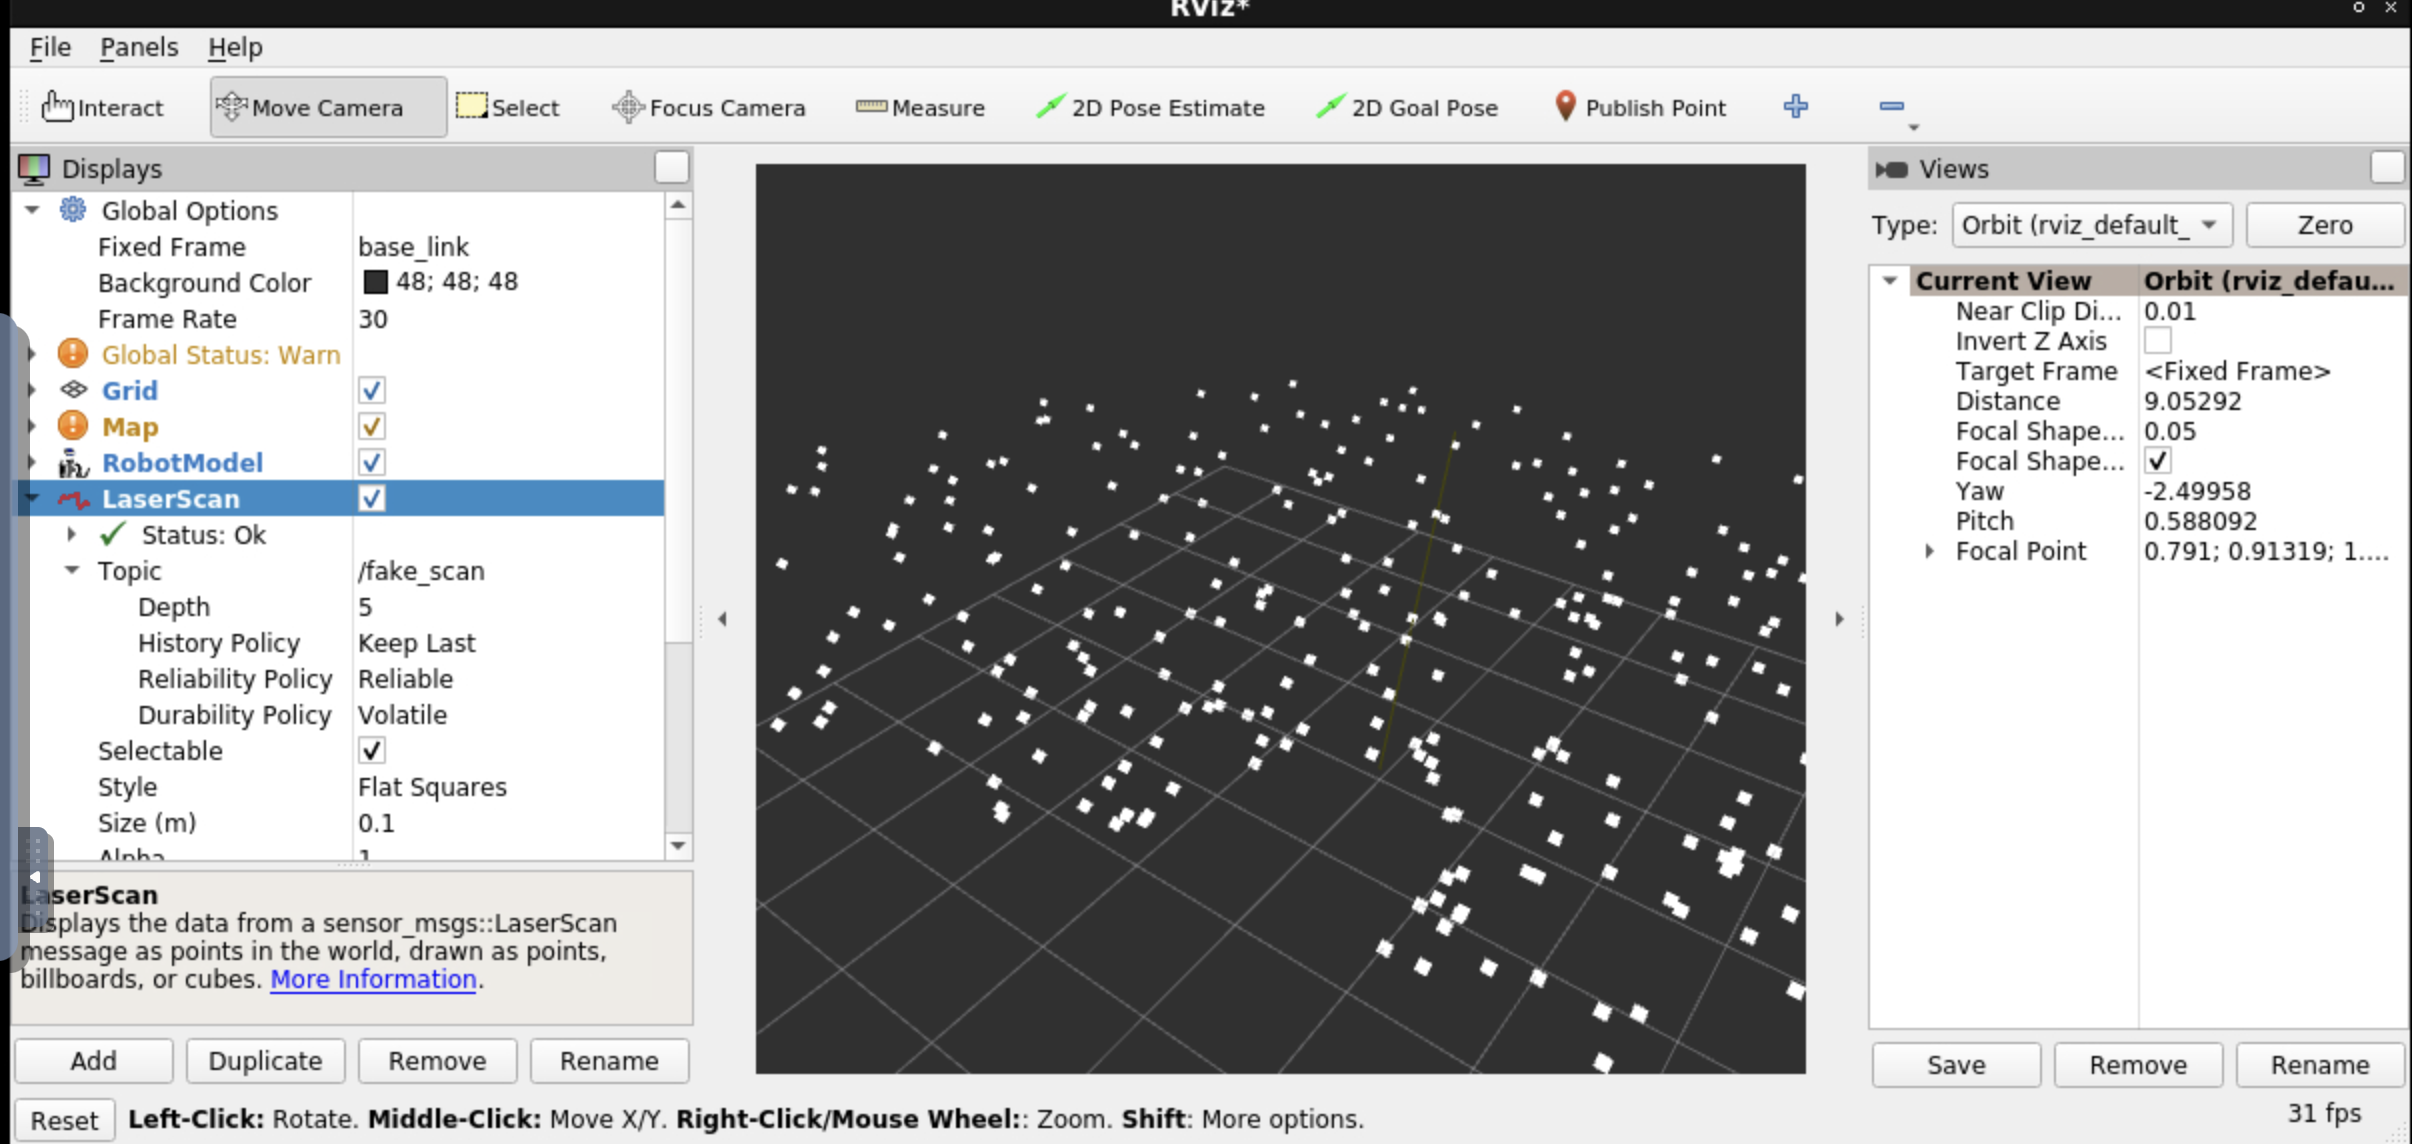 RViz*
File Panels Help
Interact Move Camera Select Focus Camera Measure 2D Pose Estimate 2D Goal Pose Publish Point
Displays
Global Options
Fixed Frame base_link
Background Color 48; 48; 48
Frame Rate 30
Global Status: Warn
Grid
Map
RobotModel
LaserScan
Status: Ok
Topic /fake_scan
Depth 5
History Policy Keep Last
Reliability Policy Reliable
Durability Policy Volatile
Selectable
Style Flat Squares
Size (m) 0.1
Alpha 1
LaserScan
Displays the data from a sensor_msgs::LaserScan
message as points in the world, drawn as points,
billboards, or cubes. More Information.
Add Duplicate Remove Rename
Views
Type: Orbit (rviz_default_ Zero
Current View Orbit (rviz_defau...
Near Clip Di... 0.01
Invert Z Axis
Target Frame <Fixed Frame>
Distance 9.05292
Focal Shape... 0.05
Focal Shape...
Yaw -2.49958
Pitch 0.588092
Focal Point 0.791; 0.91319; 1....
Save Remove Rename
Reset Left-Click: Rotate. Middle-Click: Move X/Y. Right-Click/Mouse Wheel:: Zoom. Shift: More options.
31 fps